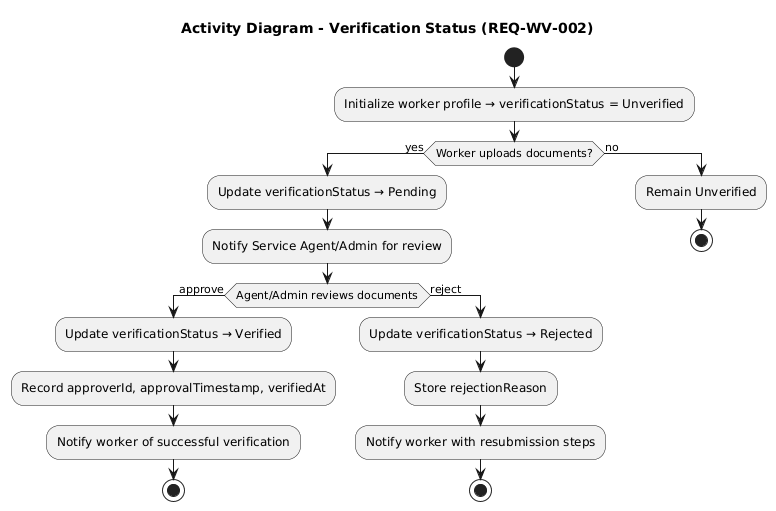 Activity Diagram - Verification Status (REQ-WV-002)
Initialize worker profile → verificationStatus = Unverified
yes
Worker uploads documents?
no
Update verificationStatus → Pending
Remain Unverified
Notify Service Agent/Admin for review
approve
Agent/Admin reviews documents
reject
Update verificationStatus → Verified
Update verificationStatus → Rejected
Record approverId, approvalTimestamp, verifiedAt
Store rejectionReason
Notify worker of successful verification
Notify worker with resubmission steps